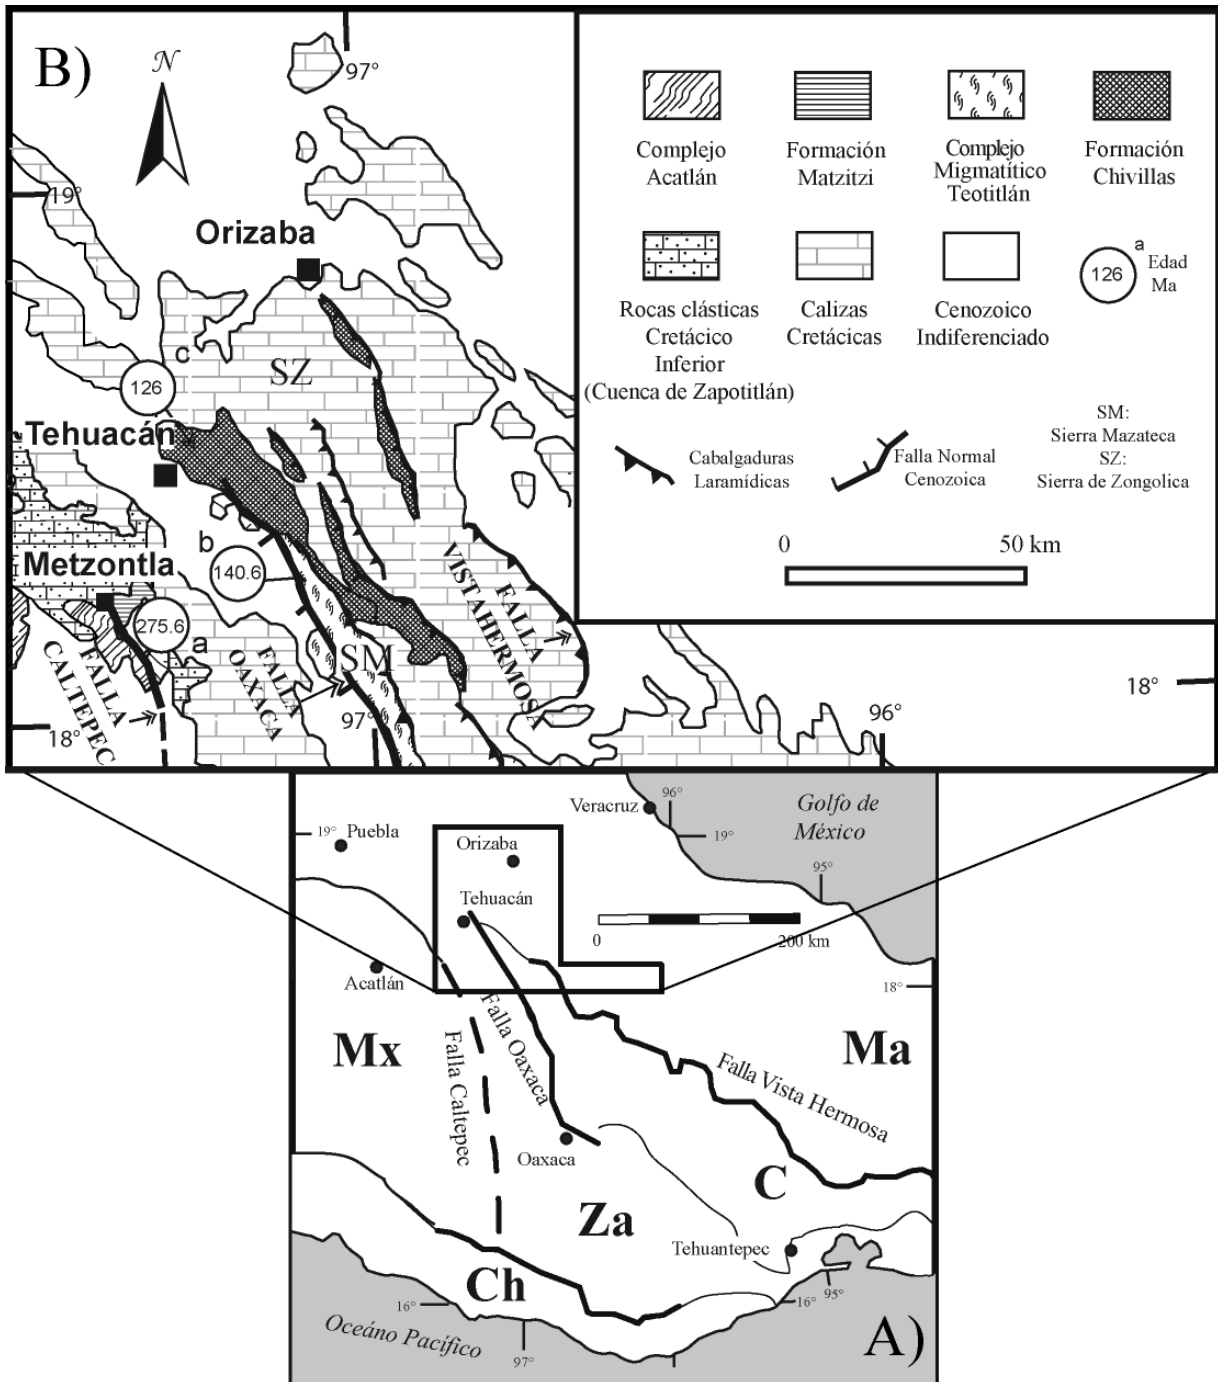 B)
N
97°
19°
Orizaba
SZ
c
126
Tehuacán
b
140.6
Metzontla
275.6
a
FALLA
CALTEPEC
FALLA
OAXACA
SM
FALLA
VISTAHERMOSA
18°
97°
96°
18°
Complejo
Acatlán
Formación
Matzitzi
Complejo
Migmatítico
Teotitlán
Formación
Chivillas
Rocas clásticas
Cretácico
Inferior
(Cuenca de Zapotitlán)
Calizas
Cretácicas
Cenozoico
Indiferenciado
126
a
Edad
Ma
Cabalgaduras
Laramídicas
Falla Normal
Cenozoica
SM:
Sierra Mazateca
SZ:
Sierra de Zongolica
0
50 km
Veracruz
96°
Golfo de
México
19°
Puebla
19°
Orizaba
95°
Tehuacán
0
200 km
Acatlán
18°
Falla Oaxaca
Falla Caltepec
Mx
Ma
Falla Vista Hermosa
Oaxaca
C
Za
Tehuantepec
Ch
16°
16°
95°
Oceáno Pacífico
97°
A)